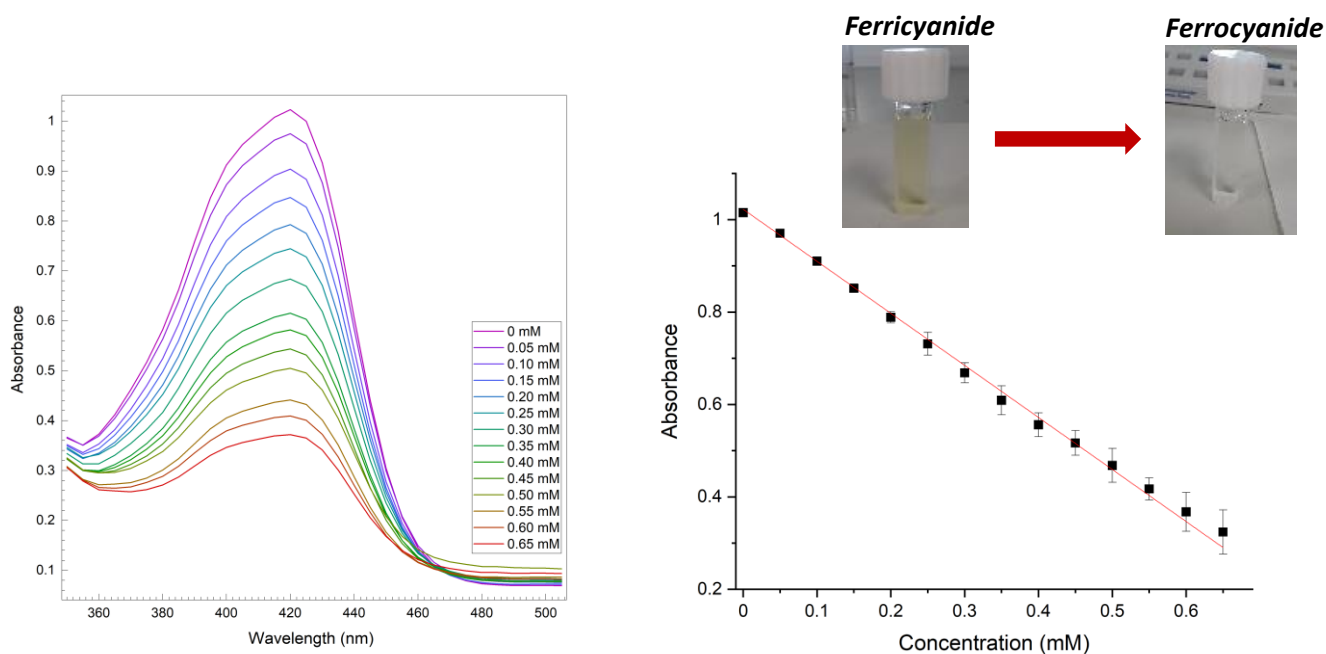 Ferricyanide
Ferrocyanide
1
0.9
0.8
0.7
0.6
0.5
0.4
0.3
0.2
0.1
Absorbance
360
380
400
420
440
460
480
500
Wavelength (nm)
0 mM
0.05 mM
0.10 mM
0.15 mM
0.20 mM
0.25 mM
0.30 mM
0.35 mM
0.40 mM
0.45 mM
0.50 mM
0.55 mM
0.60 mM
0.65 mM
1
0.8
0.6
0.4
0.2
Absorbance
0
0.1
0.2
0.3
0.4
0.5
0.6
Concentration (mM)